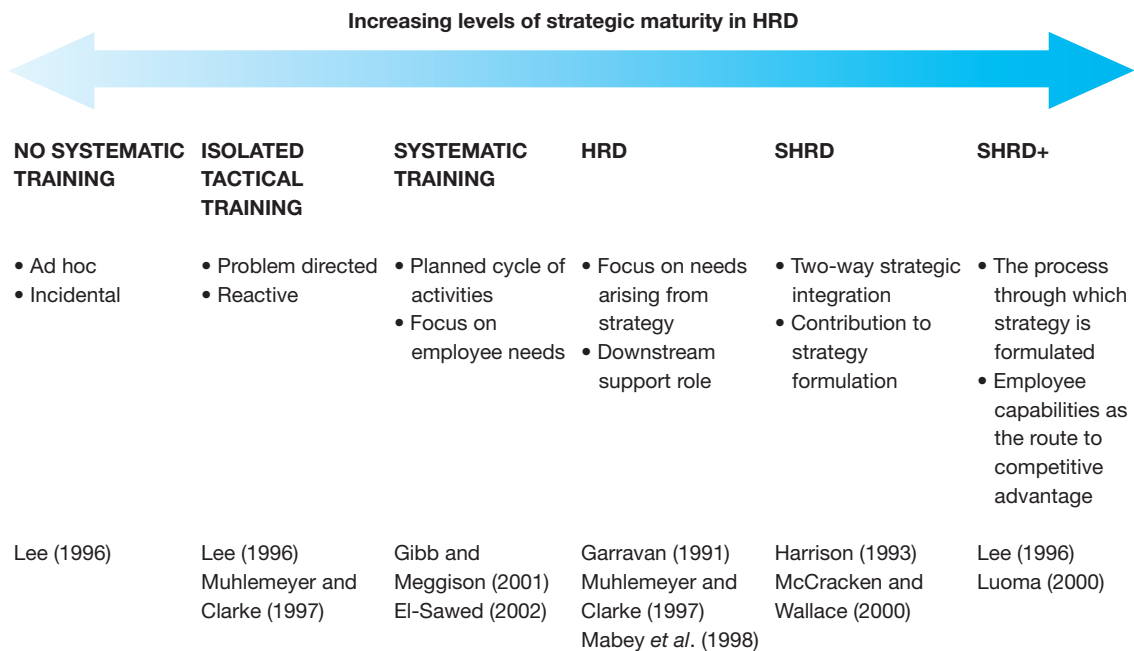 Increasing levels of strategic maturity in HRD
NO SYSTEMATIC
TRAINING
• Ad hoc
• Incidental
Lee (1996)
ISOLATED
TACTICAL
TRAINING
• Problem directed
• Reactive
Lee (1996)
Muhlemeyer and
Clarke (1997)
SYSTEMATIC
TRAINING
• Planned cycle of
activities
• Focus on
employee needs
Gibb and
Meggison (2001)
El-Sawed (2002)
HRD
• Focus on needs
arising from
strategy
• Downstream
support role
Garravan (1991)
Muhlemeyer and
Clarke (1997)
Mabey et al. (1998)
SHRD
• Two-way strategic
integration
• Contribution to
strategy
formulation
Harrison (1993)
McCracken and
Wallace (2000)
SHRD+
• The process
through which
strategy is
formulated
• Employee
capabilities as
the route to
competitive
advantage
Lee (1996)
Luoma (2000)